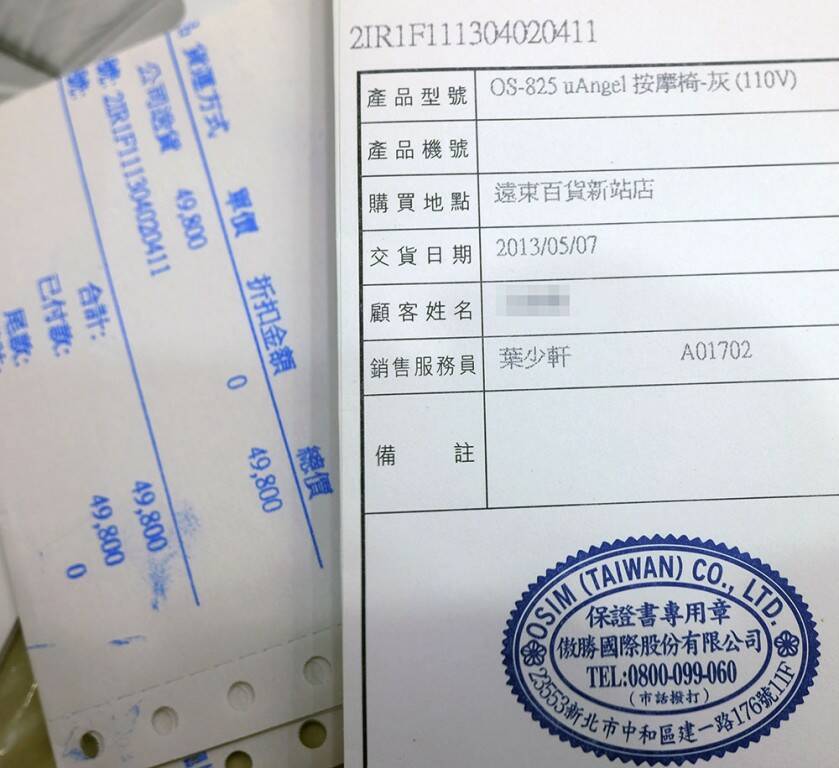 2IR1F111304020411
產品型號 OS-825 uAngel 按摩椅-灰 (110V)
產品機號
購買地點 遠東百貨新站店
交貨日期 2013/05/07
顧客姓名
銷售服務員 葉少軒 A01702
備註
OSIM (TAIWAN) CO., LTD.
保證書專用章
傲勝國際股份有限公司
TEL:0800-099-060
(市話撥打)
23553新北市中和區建一路176號11F
貨運方式 單價 折扣金額 總價
公司送貨 49,800 0 49,800
號: 2IR1F111304020411
號:
合計: 49,800
已付款: 49,800
尾款: 0